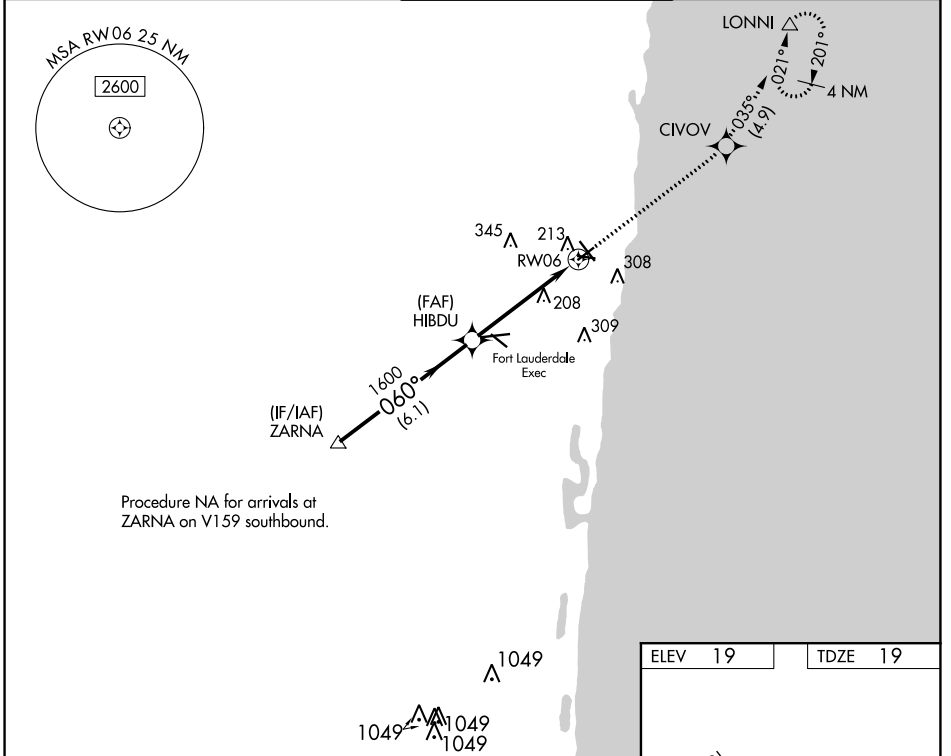 MSA RW06 25 NM
2600
LONNI
021°
201°
4 NM
035°
(4.9)
CIVOV
345
213
RW06
308
208
(FAF)
HIBDU
309
Fort Lauderdale
Exec
1600
060°
(6.1)
(IF/IAF)
ZARNA
Procedure NA for arrivals at
ZARNA on V159 southbound.
1049
1049
1049
1049
ELEV 19
TDZE 19